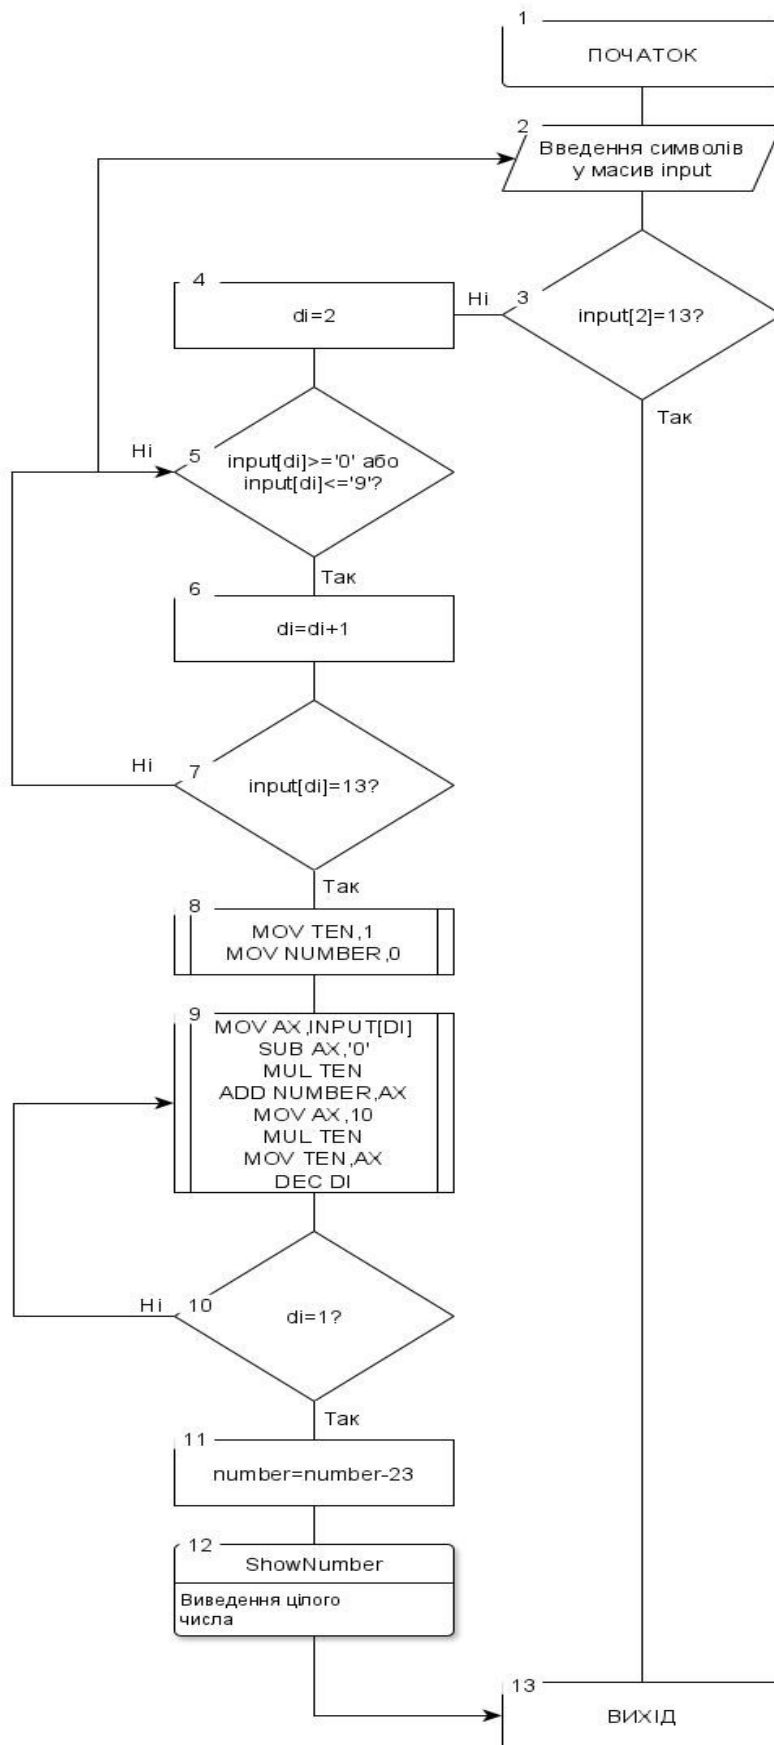 1
ПОЧАТОК
2
Введення символів
у масив input
3
input[2]=13?
Ні
Так
4
di=2
5
Ні
input[di]>='0' або
input[di]<='9'?
Так
6
di=di+1
7
Ні
input[di]=13?
Так
8
MOV TEN,1
MOV NUMBER,0
9
MOV AX,INPUT[DI]
SUB AX,'0'
MUL TEN
ADD NUMBER,AX
MOV AX,10
MUL TEN
MOV TEN,AX
DEC DI
10
Ні
di=1?
Так
11
number=number-23
12
ShowNumber
Виведення цілого
числа
13
ВИХІД